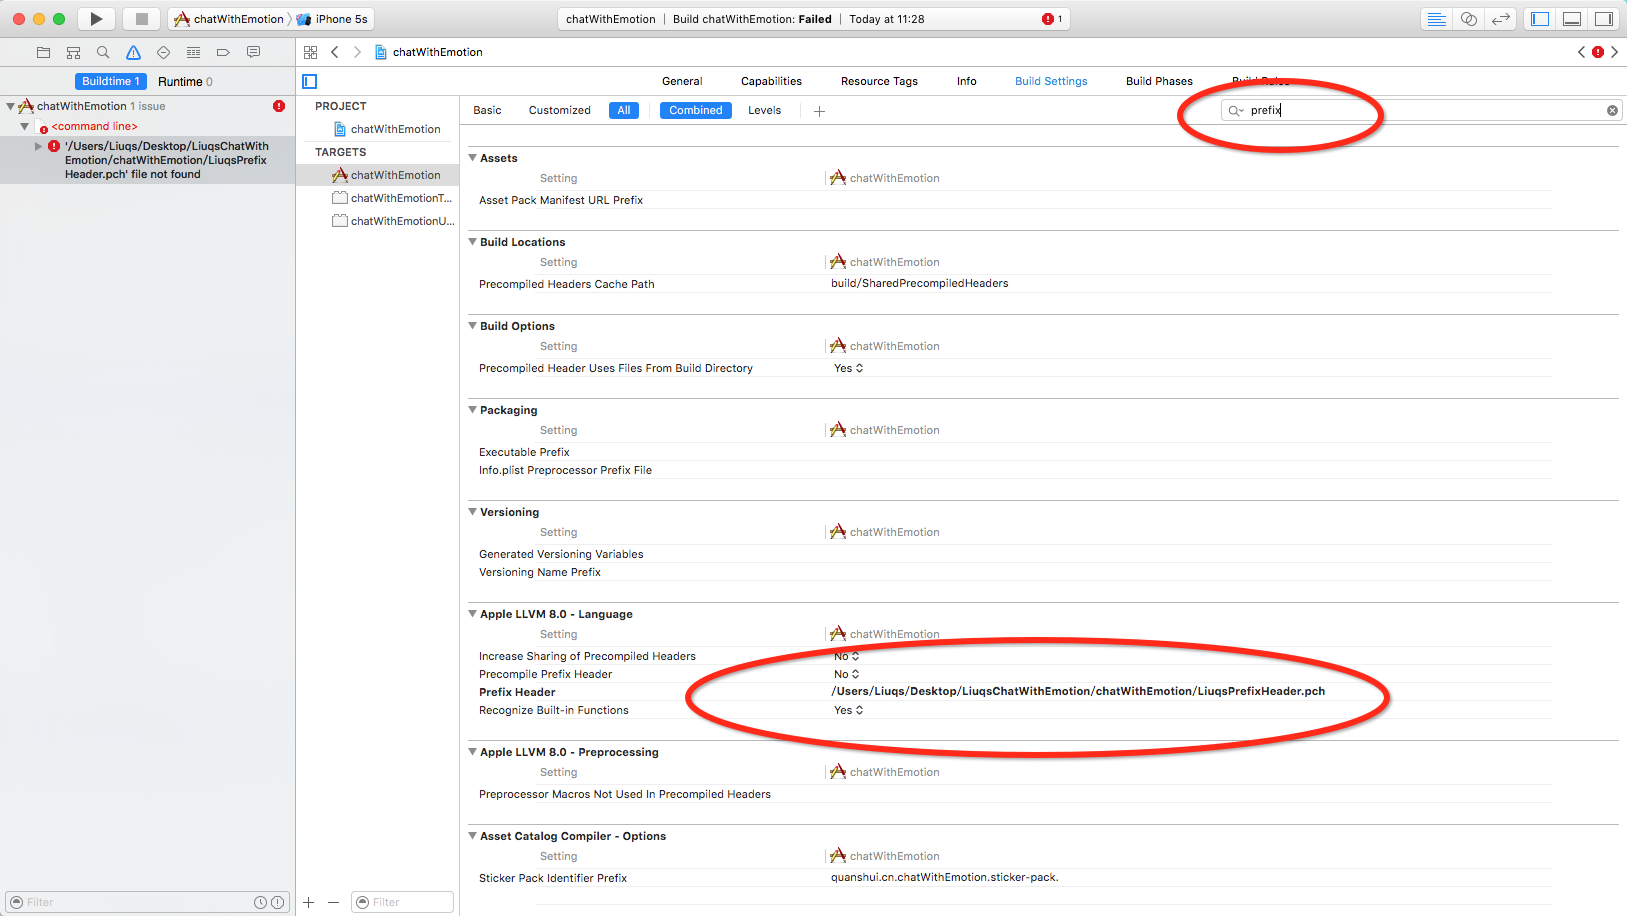 chatWithEmotion
iPhone 5s
chatWithEmotion | Build chatWithEmotion: Failed | Today at 11:28
1
chatWithEmotion
Buildtime 1
Runtime 0
General
Capabilities
Resource Tags
Info
Build Settings
Build Phases
Build Rules
chatWithEmotion 1 issue
<command line>
'/Users/Liuqs/Desktop/LiuqsChatWith
Emotion/chatWithEmotion/LiuqsPrefix
Header.pch' file not found
PROJECT
chatWithEmotion
TARGETS
chatWithEmotion
chatWithEmotionT...
chatWithEmotionU...
Basic
Customized
All
Combined
Levels
prefix
Assets
Setting
chatWithEmotion
Asset Pack Manifest URL Prefix
Build Locations
Setting
chatWithEmotion
Precompiled Headers Cache Path
build/SharedPrecompiledHeaders
Build Options
Setting
chatWithEmotion
Precompiled Header Uses Files From Build Directory
Yes
Packaging
Setting
chatWithEmotion
Executable Prefix
Info.plist Preprocessor Prefix File
Versioning
Setting
chatWithEmotion
Generated Versioning Variables
Versioning Name Prefix
Apple LLVM 8.0 - Language
Setting
chatWithEmotion
Increase Sharing of Precompiled Headers
No
Precompile Prefix Header
No
Prefix Header
/Users/Liuqs/Desktop/LiuqsChatWithEmotion/chatWithEmotion/LiuqsPrefixHeader.pch
Recognize Built-in Functions
Yes
Apple LLVM 8.0 - Preprocessing
Setting
chatWithEmotion
Preprocessor Macros Not Used In Precompiled Headers
Asset Catalog Compiler - Options
Setting
chatWithEmotion
Sticker Pack Identifier Prefix
quanshui.cn.chatWithEmotion.sticker-pack.
Filter
Filter